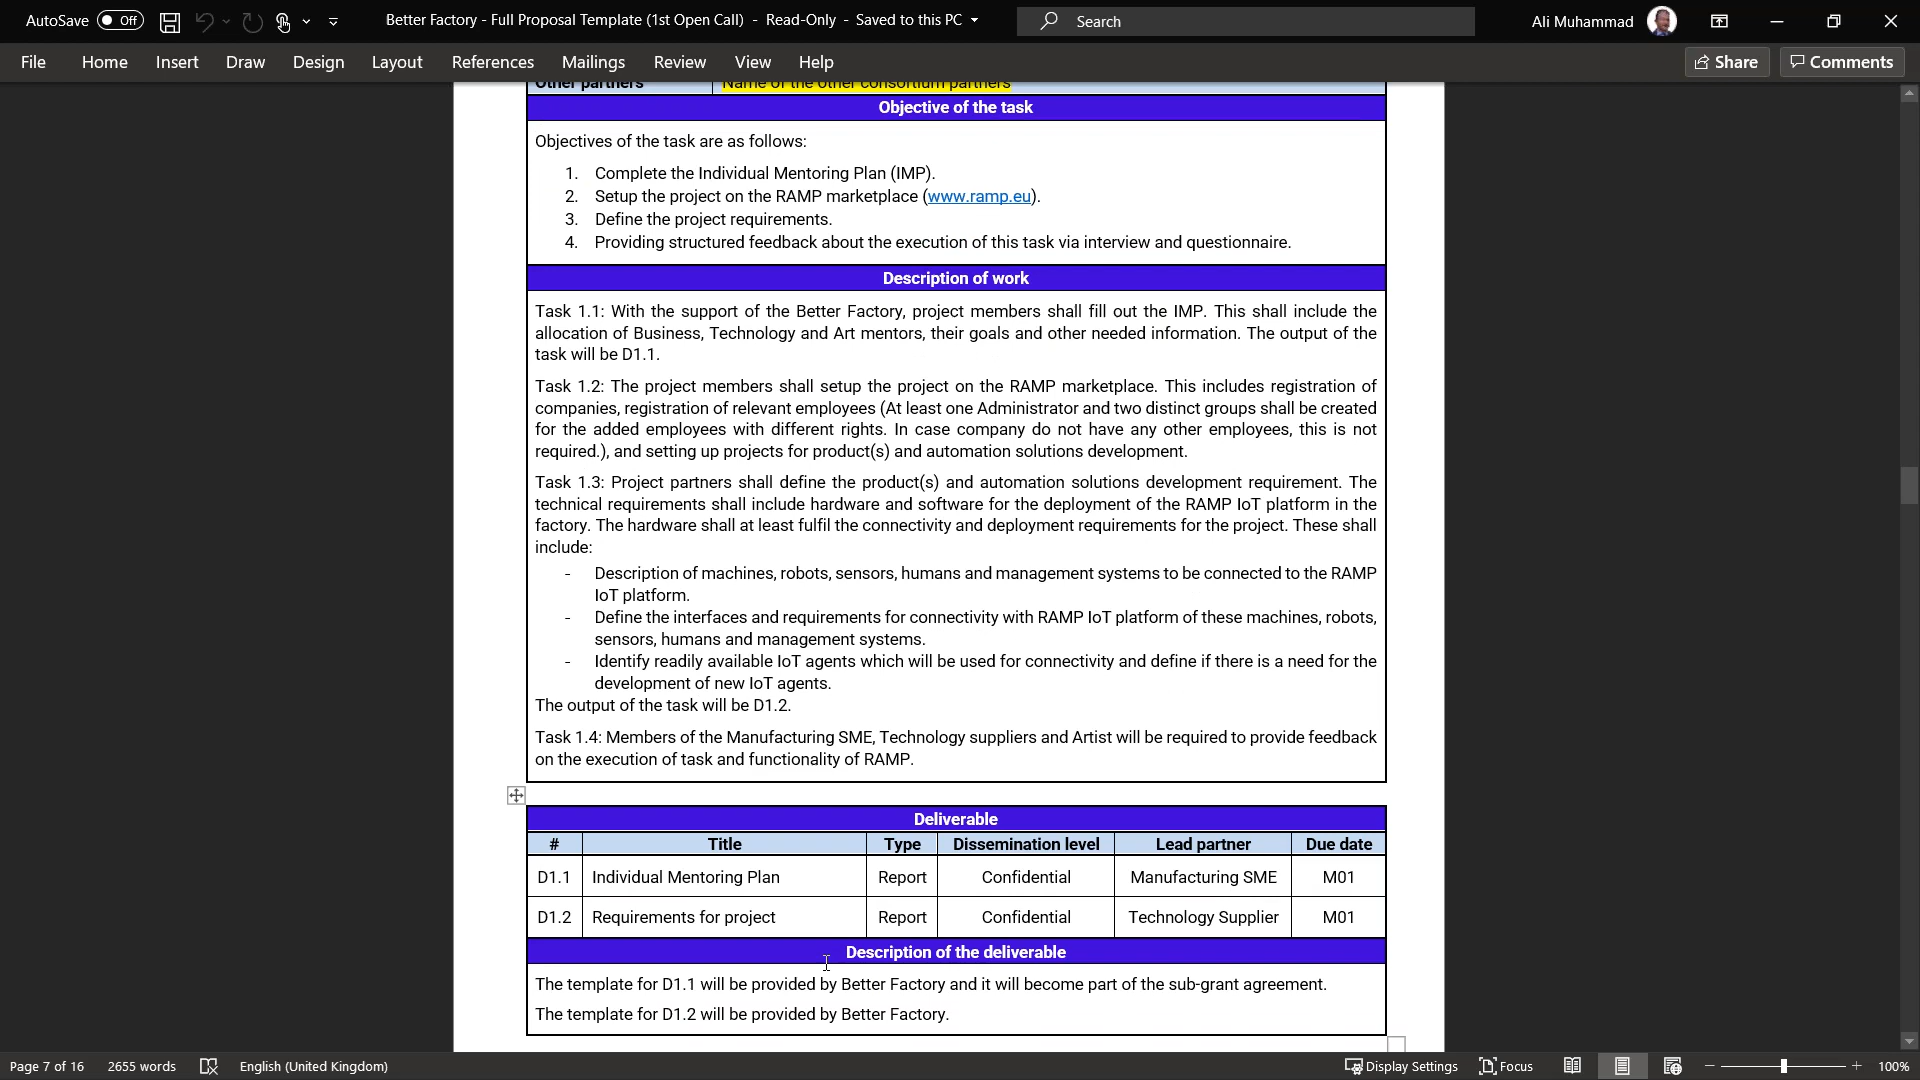 AutoSave Off Better Factory - Full Proposal Template (1st Open Call) - Read-Only - Saved to this PC Search Ali Muhammad
File Home Insert Draw Design Layout References Mailings Review View Help Share Comments
Other partners Name of the other consortium partners
Objective of the task
Objectives of the task are as follows:
1. Complete the Individual Mentoring Plan (IMP).
2. Setup the project on the RAMP marketplace (www.ramp.eu).
3. Define the project requirements.
4. Providing structured feedback about the execution of this task via interview and questionnaire.
Description of work
Task 1.1: With the support of the Better Factory, project members shall fill out the IMP. This shall include the
allocation of Business, Technology and Art mentors, their goals and other needed information. The output of the
task will be D1.1.
Task 1.2: The project members shall setup the project on the RAMP marketplace. This includes registration of
companies, registration of relevant employees (At least one Administrator and two distinct groups shall be created
for the added employees with different rights. In case company do not have any other employees, this is not
required.), and setting up projects for product(s) and automation solutions development.
Task 1.3: Project partners shall define the product(s) and automation solutions development requirement. The
technical requirements shall include hardware and software for the deployment of the RAMP IoT platform in the
factory. The hardware shall at least fulfil the connectivity and deployment requirements for the project. These shall
include:
- Description of machines, robots, sensors, humans and management systems to be connected to the RAMP
IoT platform.
- Define the interfaces and requirements for connectivity with RAMP IoT platform of these machines, robots,
sensors, humans and management systems.
- Identify readily available IoT agents which will be used for connectivity and define if there is a need for the
development of new IoT agents.
The output of the task will be D1.2.
Task 1.4: Members of the Manufacturing SME, Technology suppliers and Artist will be required to provide feedback
on the execution of task and functionality of RAMP.
Deliverable
# Title Type Dissemination level Lead partner Due date
D1.1 Individual Mentoring Plan Report Confidential Manufacturing SME M01
D1.2 Requirements for project Report Confidential Technology Supplier M01
Description of the deliverable
The template for D1.1 will be provided by Better Factory and it will become part of the sub-grant agreement.
The template for D1.2 will be provided by Better Factory.
Page 7 of 16 2655 words English (United Kingdom) Display Settings Focus 100%